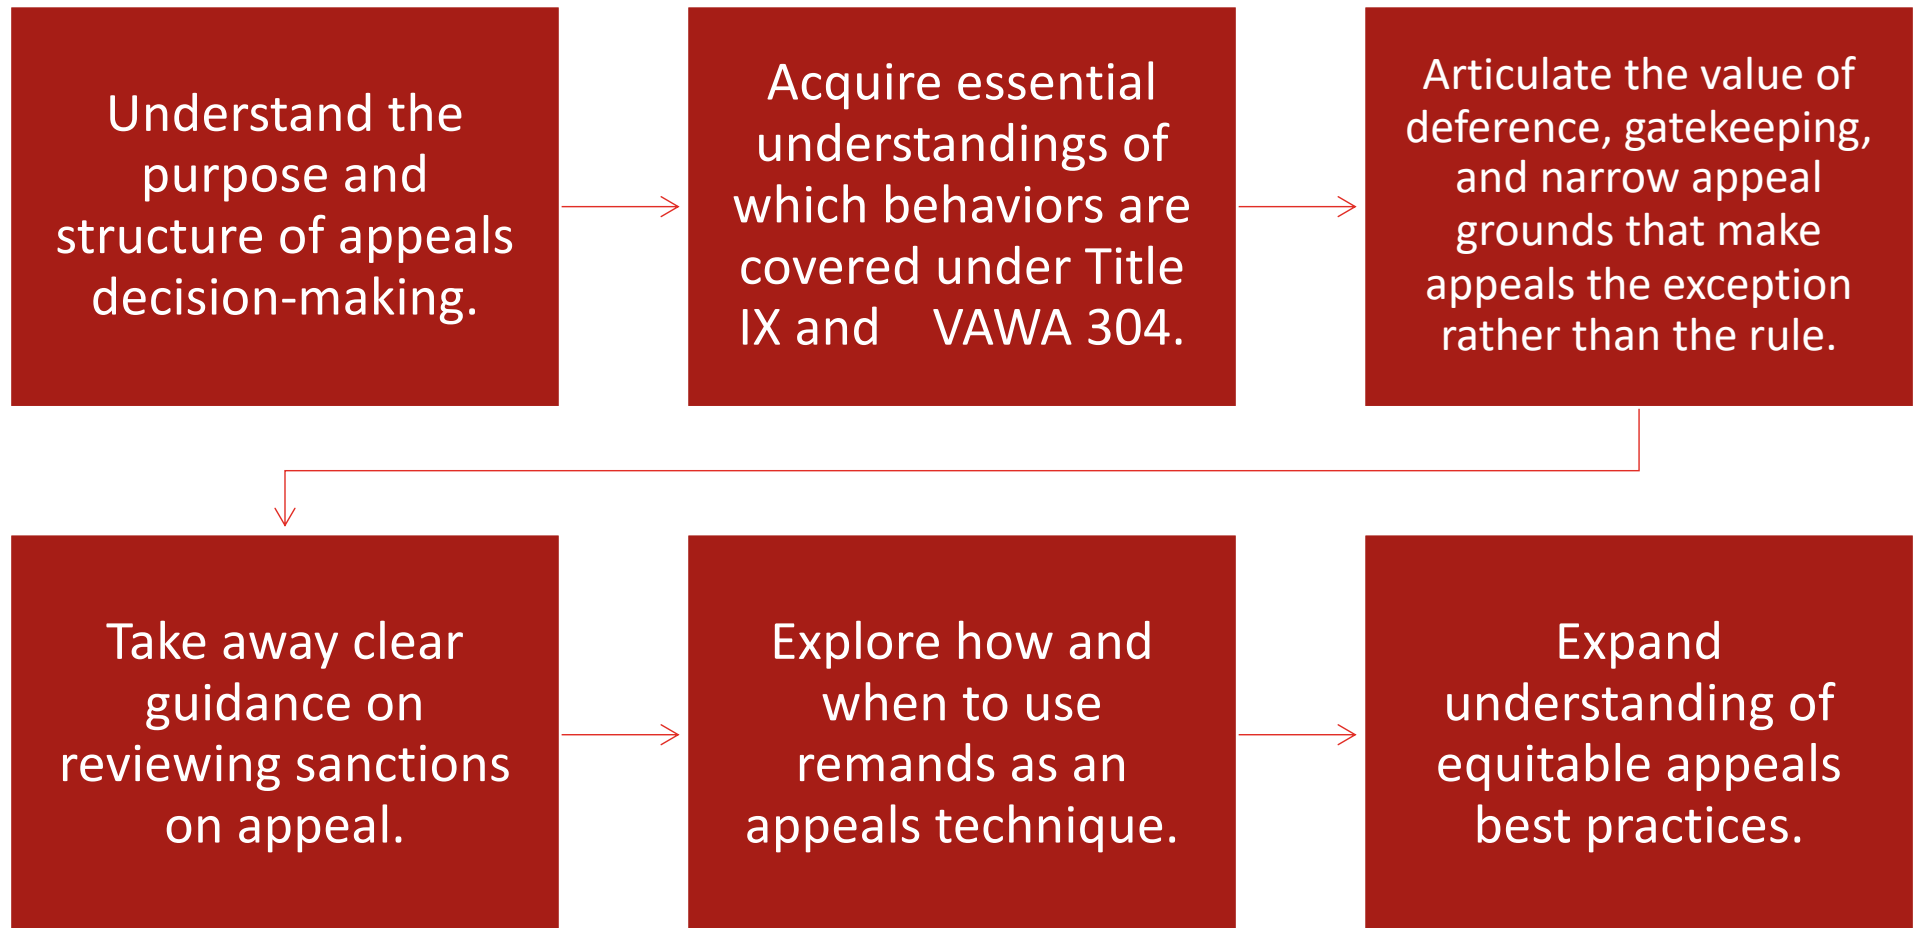 Understand the
purpose and
structure of appeals
decision-making.
Acquire essential
understandings of
which behaviors are
covered under Title
IX and    VAWA 304.
Articulate the value of
deference, gatekeeping,
and narrow appeal
grounds that make
appeals the exception
rather than the rule.
Take away clear
guidance on
reviewing sanctions
on appeal.
Explore how and
when to use
remands as an
appeals technique.
Expand
understanding of
equitable appeals
best practices.